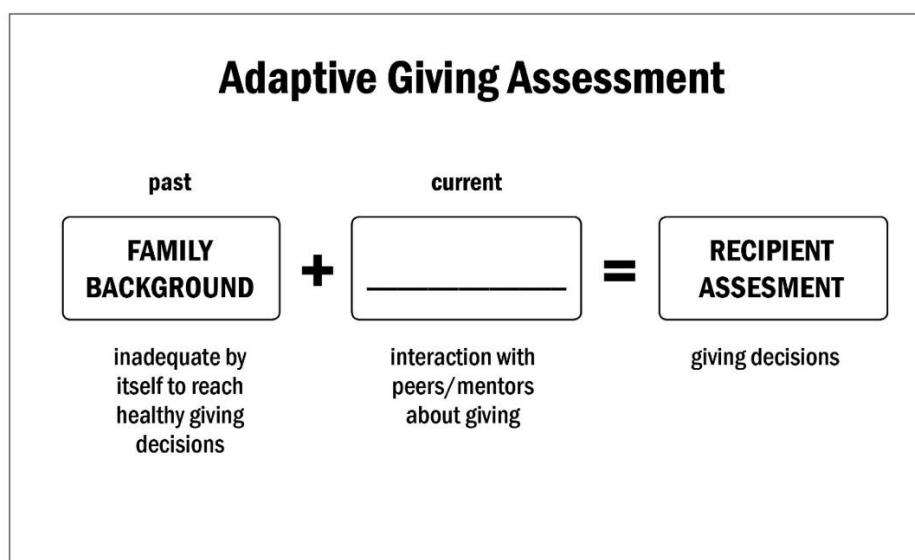 Adaptive Giving Assessment
past
current
FAMILY
BACKGROUND
+
=
RECIPIENT
ASSESMENT
inadequate by
itself to reach
healthy giving
decisions
interaction with
peers/mentors
about giving
giving decisions